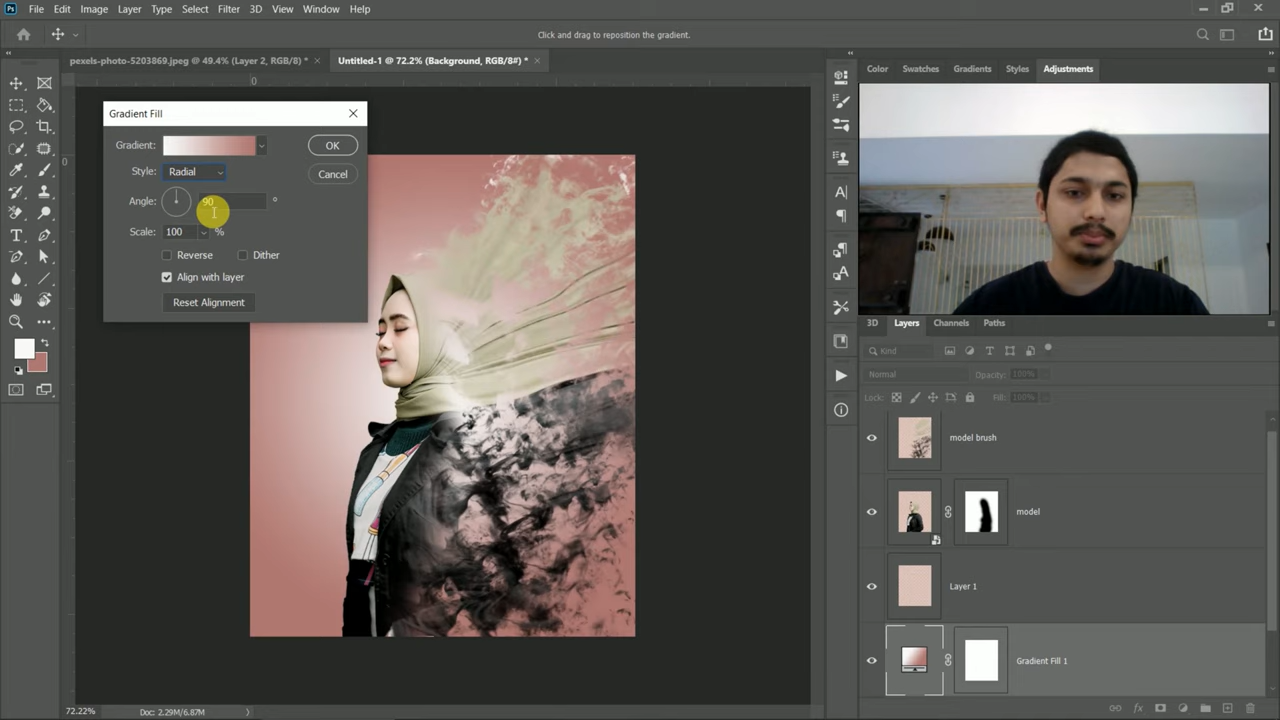 Ps File Edit Image Layer Type Select Filter 3D View Window Help
Click and drag to reposition the gradient.
pexels-photo-5203869.jpeg @ 49.4% (Layer 2, RGB/8) * ×
Untitled-1 @ 72.2% (Background, RGB/8#) * ×
Color Swatches Gradients Styles Adjustments
0
0
Gradient Fill
Gradient:
OK
Style: Radial
Cancel
Angle: 90 °
Scale: 100 %
Reverse Dither
Align with layer
Reset Alignment
3D Layers Channels Paths
Kind
Normal Opacity: 100%
Lock: Fill: 100%
model brush
model
Layer 1
Gradient Fill 1
72.22% Doc: 2.29M/6.87M